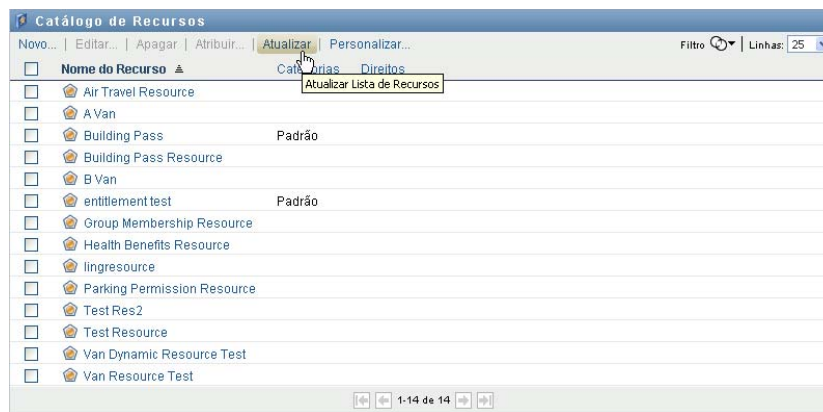 Catálogo de Recursos
Novo... | Editar... | Apagar | Atribuir... | Atualizar | Personalizar... Filtro Linhas: 25
Nome do Recurso Categorias Direitos
Atualizar Lista de Recursos
Air Travel Resource
A Van
Building Pass Padrão
Building Pass Resource
B Van
entitlement test Padrão
Group Membership Resource
Health Benefits Resource
lingresource
Parking Permission Resource
Test Res2
Test Resource
Van Dynamic Resource Test
Van Resource Test
1-14 de 14